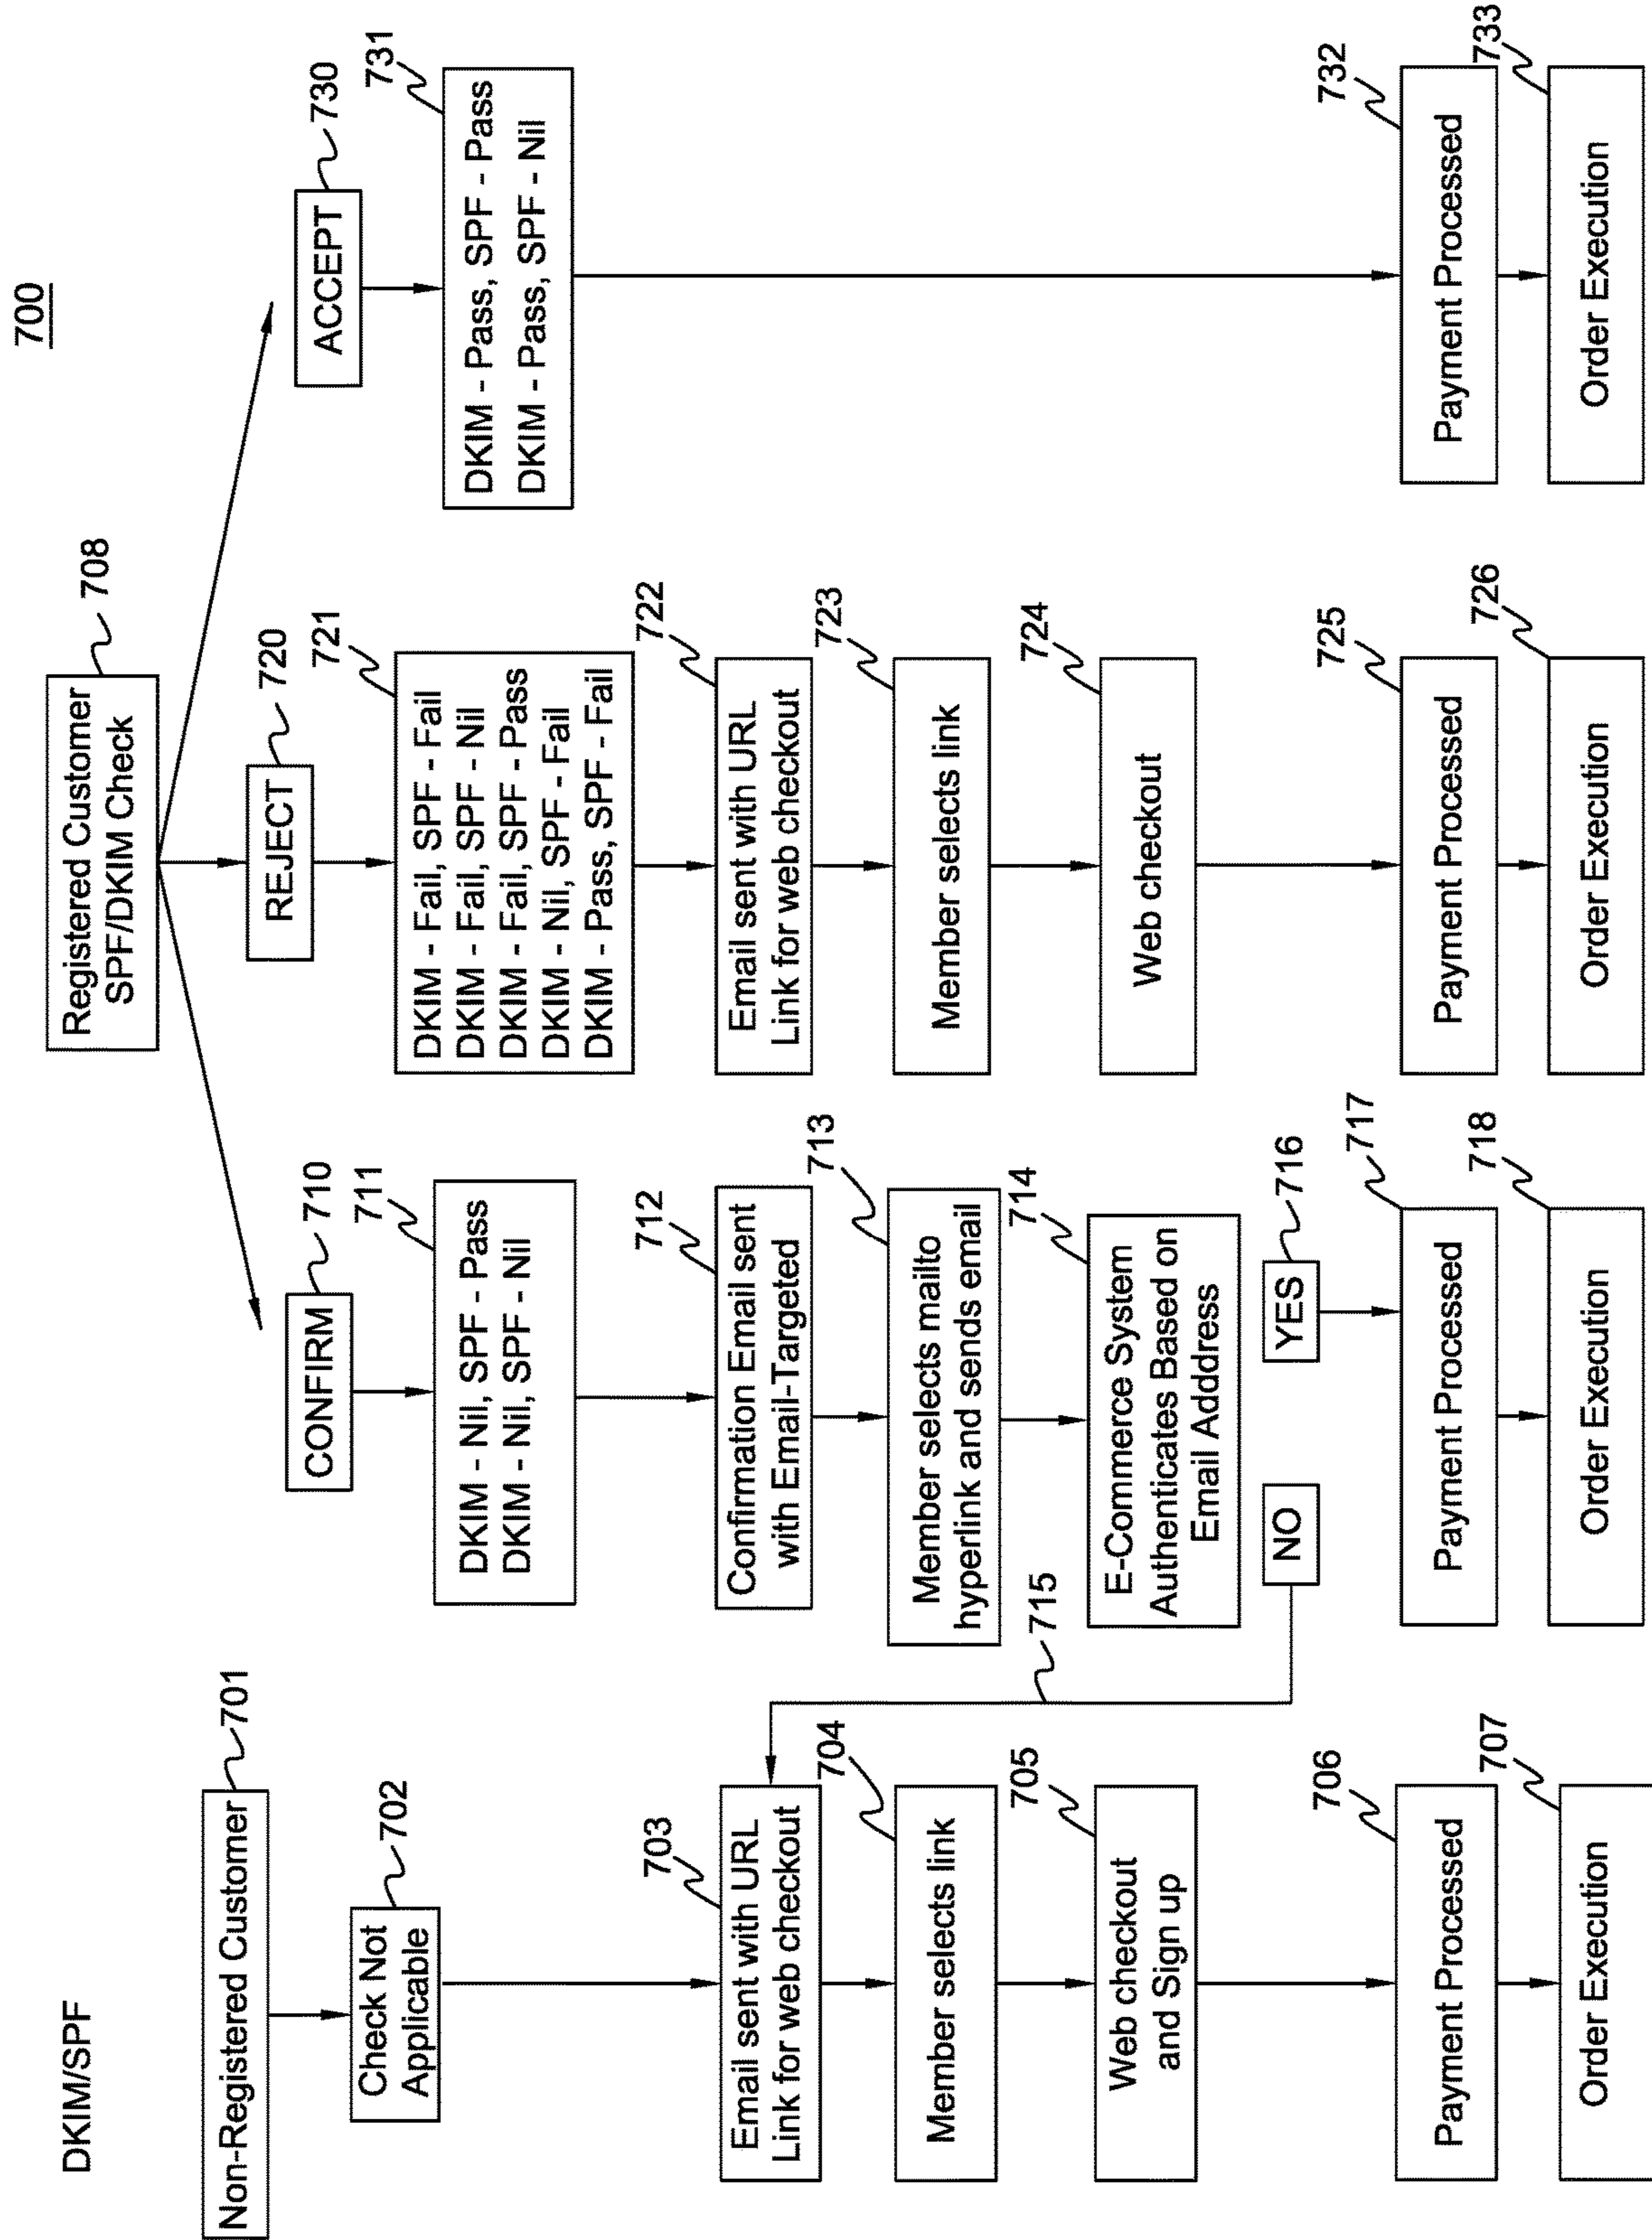 700
DKIM/SPF
Non-Registered Customer
701
Check Not
Applicable
702
Email sent with URL
Link for web checkout
703
Member selects link
704
Web checkout
and Sign up
705
Payment Processed
706
Order Execution
707
Registered Customer
SPF/DKIM Check
708
CONFIRM
710
DKIM - Nil, SPF - Pass
DKIM - Nil, SPF - Nil
711
Confirmation Email sent
with Email-Targeted
712
Member selects mailto
hyperlink and sends email
713
E-Commerce System
Authenticates Based on
Email Address
714
NO
715
YES
716
Payment Processed
717
Order Execution
718
REJECT
720
DKIM - Fail, SPF - Fail
DKIM - Fail, SPF - Nil
DKIM - Fail, SPF - Pass
DKIM - Nil, SPF - Fail
DKIM - Pass, SPF - Fail
721
Email sent with URL
Link for web checkout
722
Member selects link
723
Web checkout
724
Payment Processed
725
Order Execution
726
ACCEPT
730
DKIM - Pass, SPF - Pass
DKIM - Pass, SPF - Nil
731
Payment Processed
732
Order Execution
733